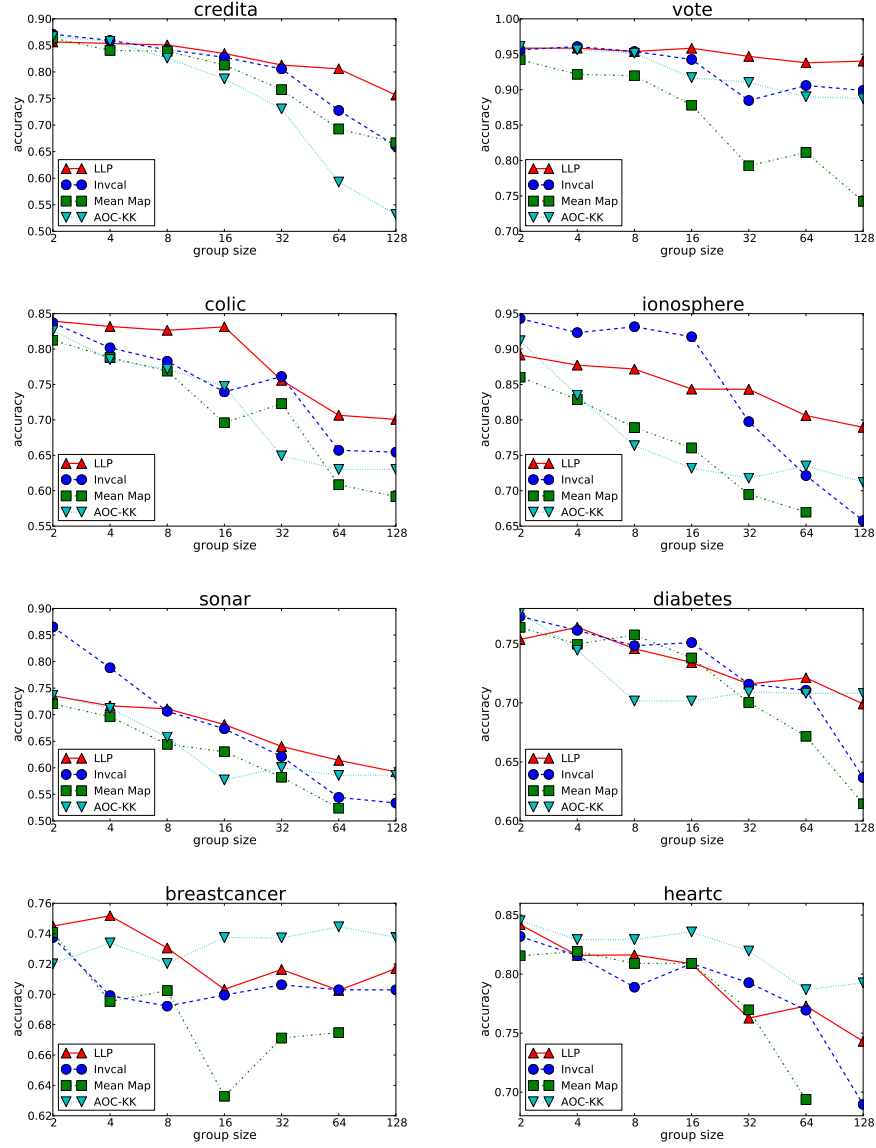 credita
0.90
0.85
0.80
0.75
0.70
0.65
0.60
0.55
0.50
accuracy
LLP
Invcal
Mean Map
AOC-KK
2 4 8 16 32 64 128
group size
vote
1.00
0.95
0.90
0.85
0.80
0.75
0.70
accuracy
LLP
Invcal
Mean Map
AOC-KK
2 4 8 16 32 64 128
group size
colic
0.85
0.80
0.75
0.70
0.65
0.60
0.55
accuracy
LLP
Invcal
Mean Map
AOC-KK
2 4 8 16 32 64 128
group size
ionosphere
0.95
0.90
0.85
0.80
0.75
0.70
0.65
accuracy
LLP
Invcal
Mean Map
AOC-KK
2 4 8 16 32 64 128
group size
sonar
0.90
0.85
0.80
0.75
0.70
0.65
0.60
0.55
0.50
accuracy
LLP
Invcal
Mean Map
AOC-KK
2 4 8 16 32 64 128
group size
diabetes
0.75
0.70
0.65
0.60
accuracy
LLP
Invcal
Mean Map
AOC-KK
2 4 8 16 32 64 128
group size
breastcancer
0.76
0.74
0.72
0.70
0.68
0.66
0.64
0.62
accuracy
LLP
Invcal
Mean Map
AOC-KK
2 4 8 16 32 64 128
group size
heartc
0.85
0.80
0.75
0.70
accuracy
LLP
Invcal
Mean Map
AOC-KK
2 4 8 16 32 64 128
group size